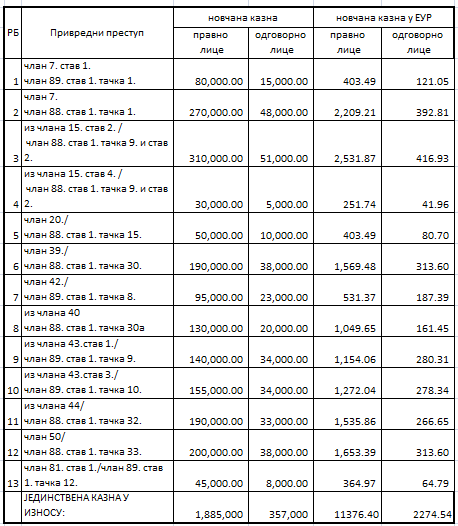 РБ Привредни преступ новчана казна новчана казна у ЕУР
правно лице одговорно лице правно лице одговорно лице
члан 7. став 1.
1 члан 89. став 1. тачка 1. 80,000.00 15,000.00 403.49 121.05
члан 7.
2 члан 88. став 1. тачка 1. 270,000.00 48,000.00 2,209.21 392.81
из члана 15. став 2. /
члан 88. став 1. тачка 9. и став
3 2. 310,000.00 51,000.00 2,531.87 416.93
из члана 15. став 4. /
члан 88. став 1. тачка 9. и став
4 2. 30,000.00 5,000.00 251.74 41.96
члан 20./
5 члан 88. став 1. тачка 15. 50,000.00 10,000.00 403.49 80.70
члан 39./
6 члан 88. став 1. тачка 30. 190,000.00 38,000.00 1,569.48 313.60
члан 42./
7 члан 89. став 1. тачка 8. 95,000.00 23,000.00 531.37 187.39
из члана 40
8 члан 88. став 1. тачка 30а 130,000.00 20,000.00 1,049.65 161.45
из члана 43.став 1./
9 члан 89. став 1. тачка 9. 140,000.00 34,000.00 1,154.06 280.31
из члана 43.став 3./
10 члан 89. став 1. тачка 10. 155,000.00 34,000.00 1,272.04 278.34
из члана 44/
11 члан 88. став 1. тачка 32. 190,000.00 33,000.00 1,535.86 266.65
члан 50/
12 члан 88. став 1. тачка 33. 200,000.00 38,000.00 1,653.39 313.60
члан 81. став 1./члан 89. став
13 1. тачка 12. 45,000.00 8,000.00 364.97 64.79
ЈЕДИНСТВЕНА КАЗНА У
ИЗНОСУ: 1,885,000 357,000 11376.40 2274.54